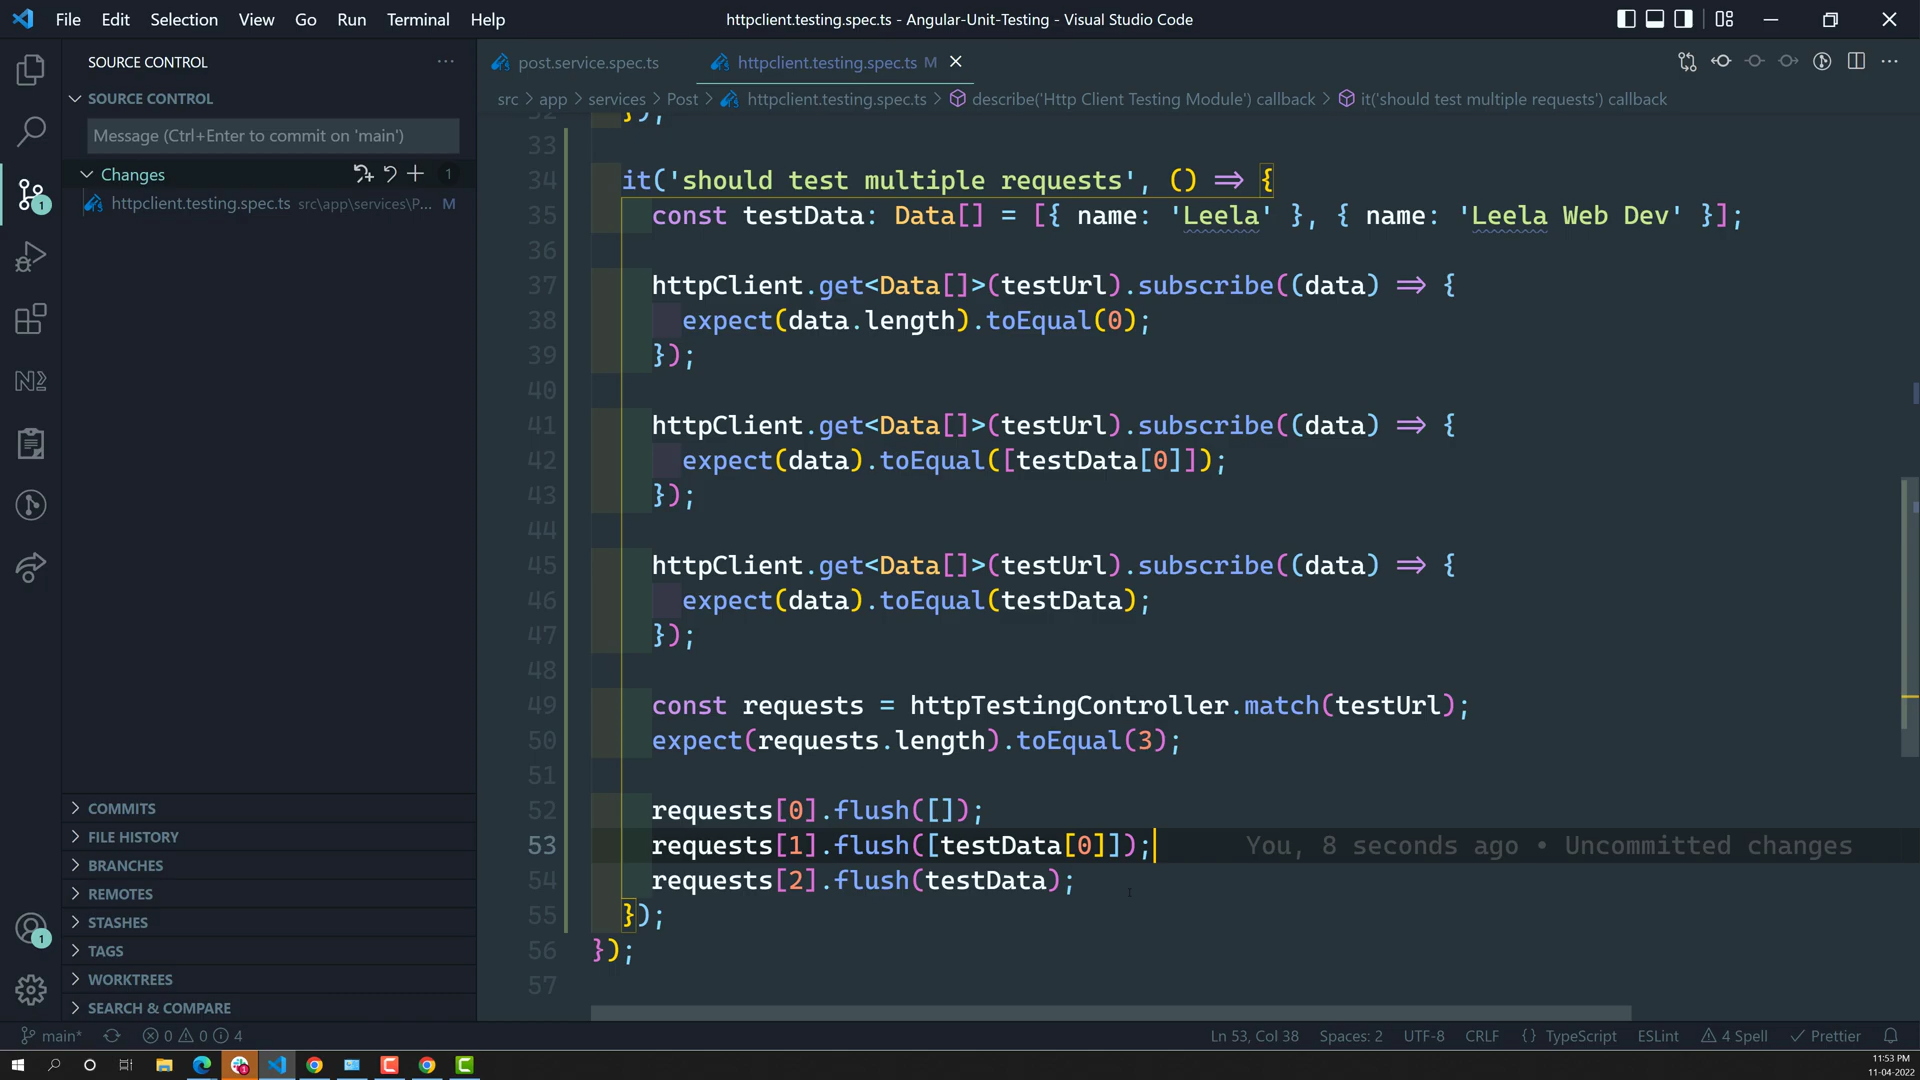 File Edit Selection View Go Run Terminal Help
httpclient.testing.spec.ts - Angular-Unit-Testing - Visual Studio Code
SOURCE CONTROL
post.service.spec.ts
httpclient.testing.spec.ts M
SOURCE CONTROL
src > app > services > Post > httpclient.testing.spec.ts > describe('Http Client Testing Module') callback > it('should test multiple requests') callback
Message (Ctrl+Enter to commit on 'main')
Changes 1
httpclient.testing.spec.ts src\app\services\P... M
COMMITS
FILE HISTORY
BRANCHES
REMOTES
STASHES
TAGS
WORKTREES
SEARCH & COMPARE
1
1
32 });
33
34 it('should test multiple requests', () => {
35 const testData: Data[] = [{ name: 'Leela' }, { name: 'Leela Web Dev' }];
36
37 httpClient.get<Data[]>(testUrl).subscribe((data) => {
38 expect(data.length).toEqual(0);
39 });
40
41 httpClient.get<Data[]>(testUrl).subscribe((data) => {
42 expect(data).toEqual([testData[0]]);
43 });
44
45 httpClient.get<Data[]>(testUrl).subscribe((data) => {
46 expect(data).toEqual(testData);
47 });
48
49 const requests = httpTestingController.match(testUrl);
50 expect(requests.length).toEqual(3);
51
52 requests[0].flush([]);
53 requests[1].flush([testData[0]]); You, 8 seconds ago • Uncommitted changes
54 requests[2].flush(testData);
55 });
56 });
57
main* 0 0 4
Ln 53, Col 38 Spaces: 2 UTF-8 CRLF {} TypeScript ESLint 4 Spell Prettier
11:53 PM
11-04-2022